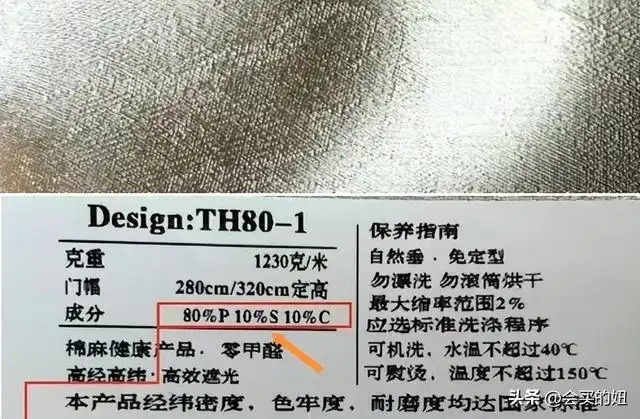 Design:TH80-1
克重 1230克/米
门幅 280cm/320cm定高
成分 80%P 10%S 10%C
棉麻健康产品·零甲醛
高经高纬·高效遮光
保养指南
自然垂·免定型
勿漂洗 勿滚筒烘干
最大缩率范围2%
应选标准洗涤程序
可机洗，水温不超过40℃
可熨烫，温度不超过150℃
本产品经纬密度，色牢度，耐磨度均达国
头条@会买的妞